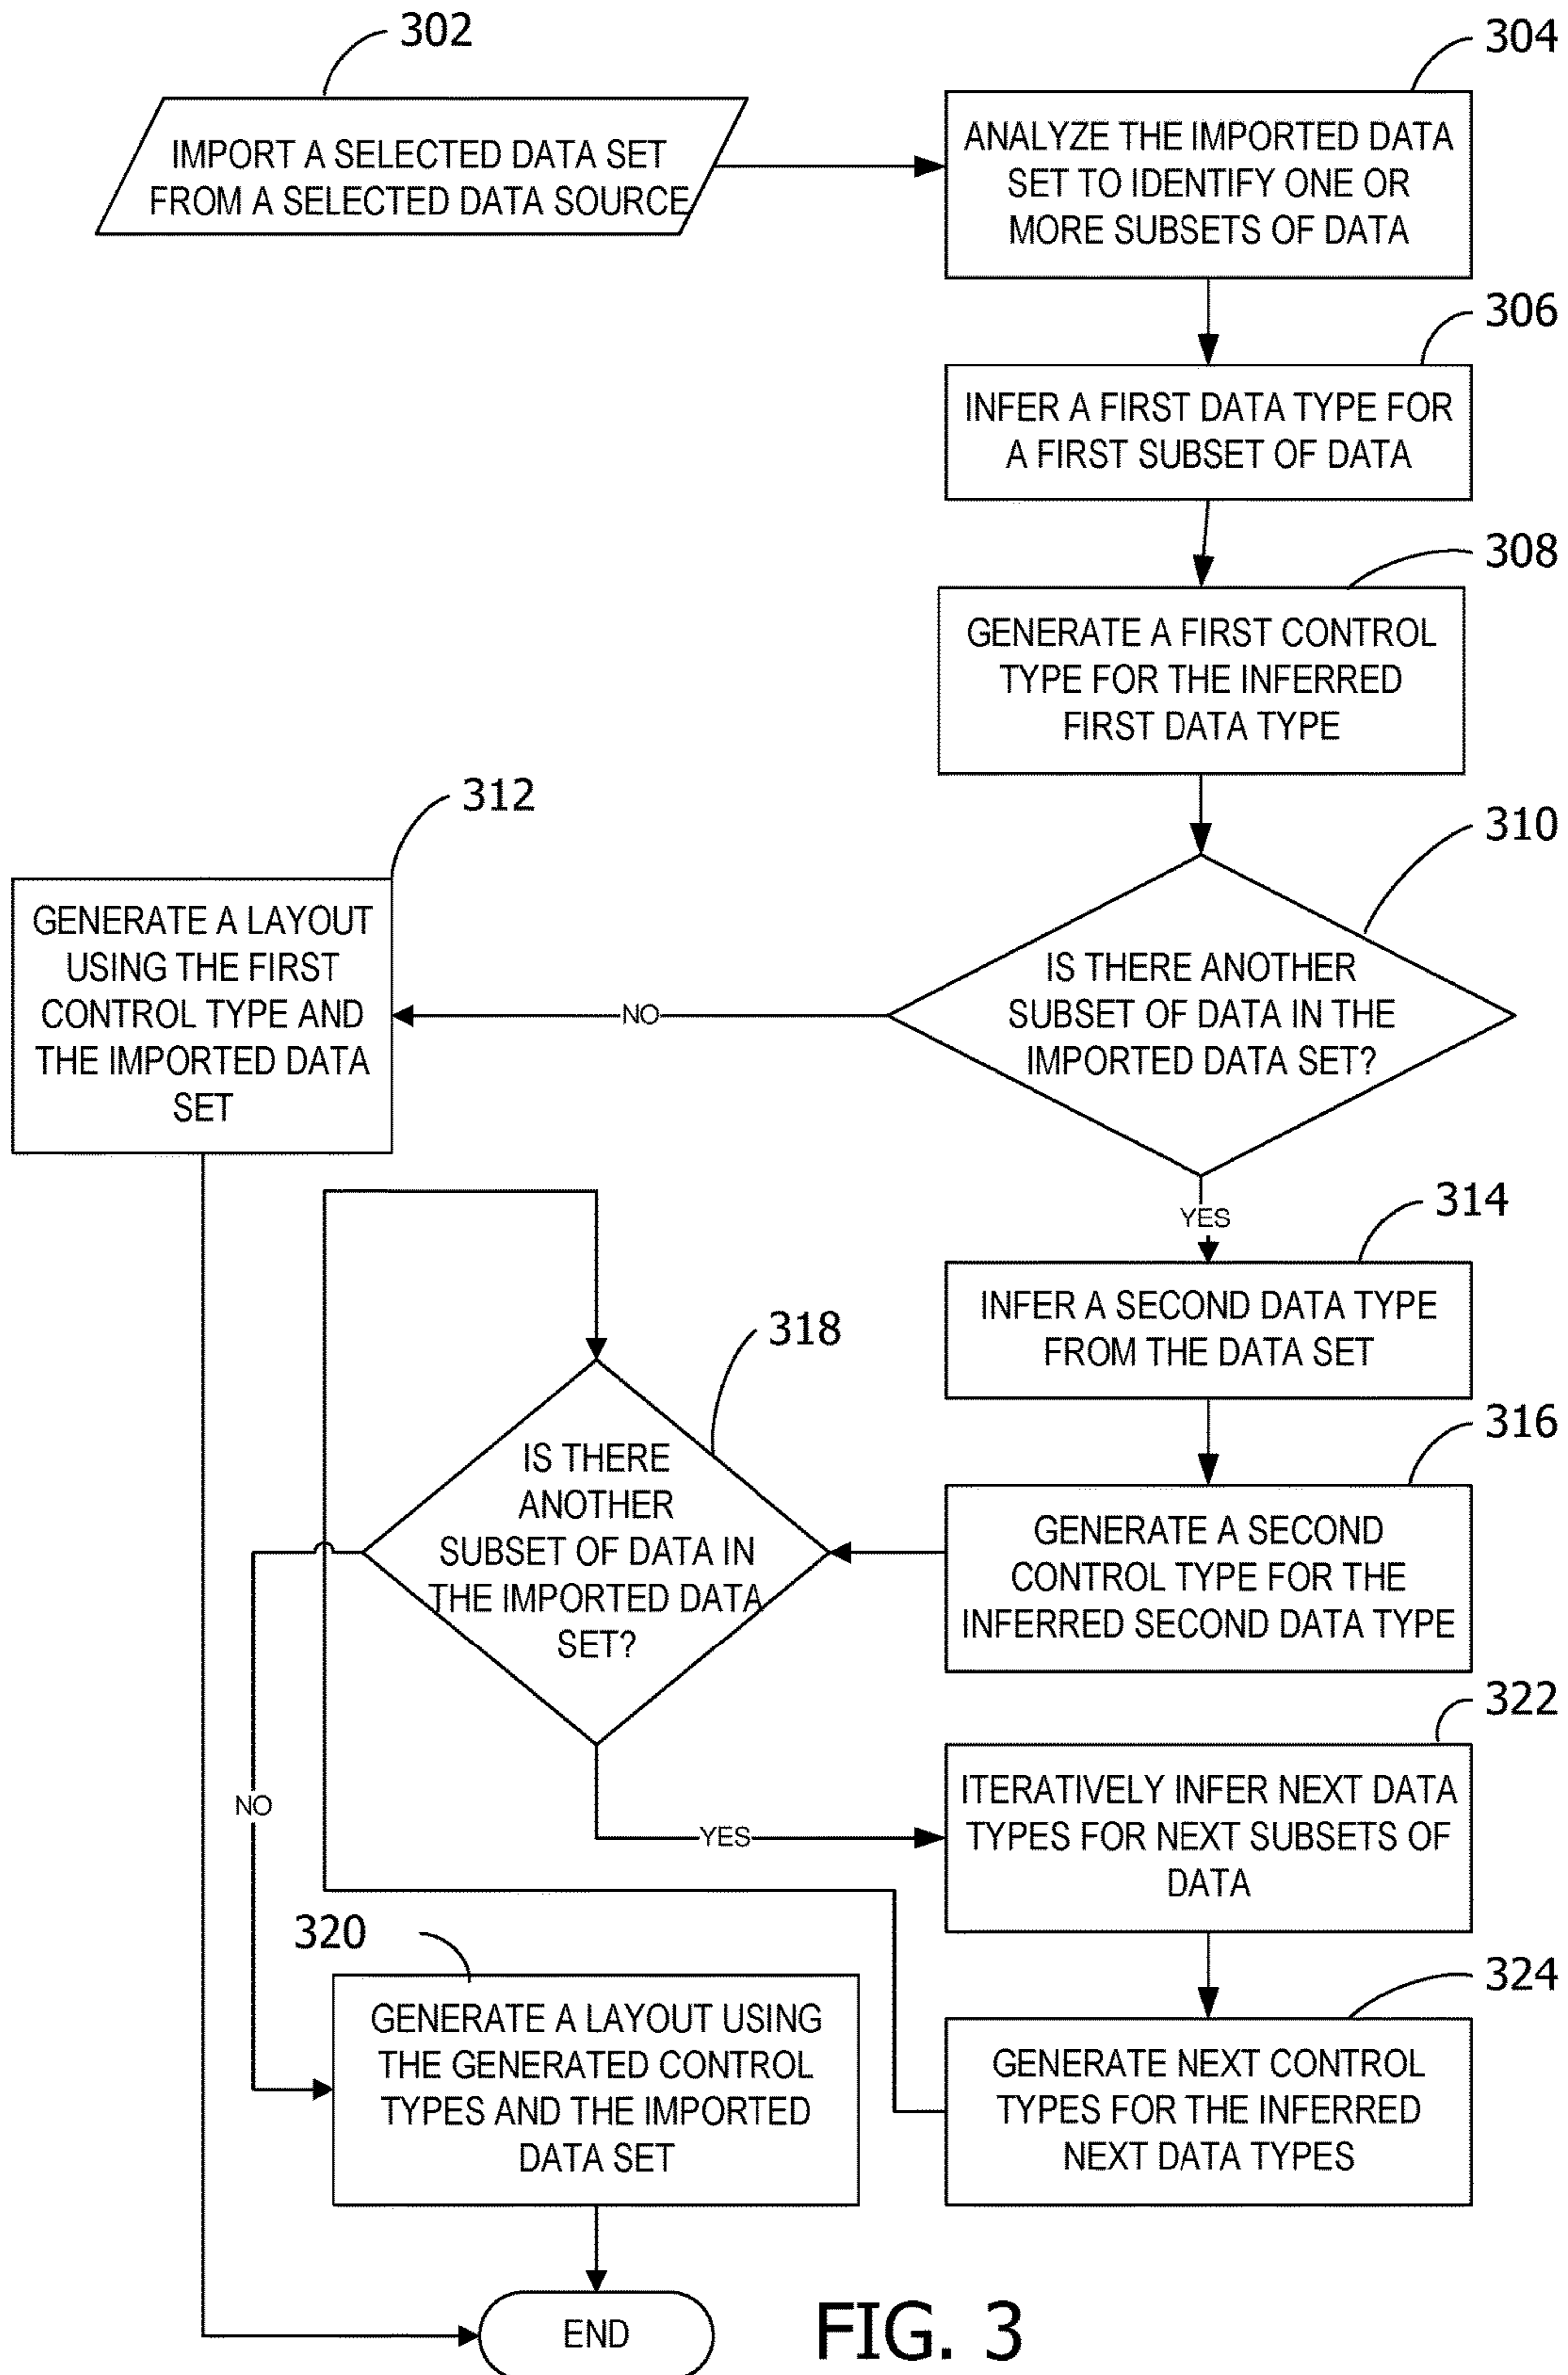 302
IMPORT A SELECTED DATA SET
FROM A SELECTED DATA SOURCE
304
ANALYZE THE IMPORTED DATA
SET TO IDENTIFY ONE OR
MORE SUBSETS OF DATA
306
INFER A FIRST DATA TYPE FOR
A FIRST SUBSET OF DATA
308
GENERATE A FIRST CONTROL
TYPE FOR THE INFERRED
FIRST DATA TYPE
310
IS THERE ANOTHER
SUBSET OF DATA IN THE
IMPORTED DATA SET?
NO
312
GENERATE A LAYOUT
USING THE FIRST
CONTROL TYPE AND
THE IMPORTED DATA
SET
YES
314
INFER A SECOND DATA TYPE
FROM THE DATA SET
316
GENERATE A SECOND
CONTROL TYPE FOR THE
INFERRED SECOND DATA TYPE
318
IS THERE
ANOTHER
SUBSET OF DATA IN
THE IMPORTED DATA
SET?
NO
YES
322
ITERATIVELY INFER NEXT DATA
TYPES FOR NEXT SUBSETS OF
DATA
320
GENERATE A LAYOUT USING
THE GENERATED CONTROL
TYPES AND THE IMPORTED
DATA SET
324
GENERATE NEXT CONTROL
TYPES FOR THE INFERRED
NEXT DATA TYPES
END
FIG. 3